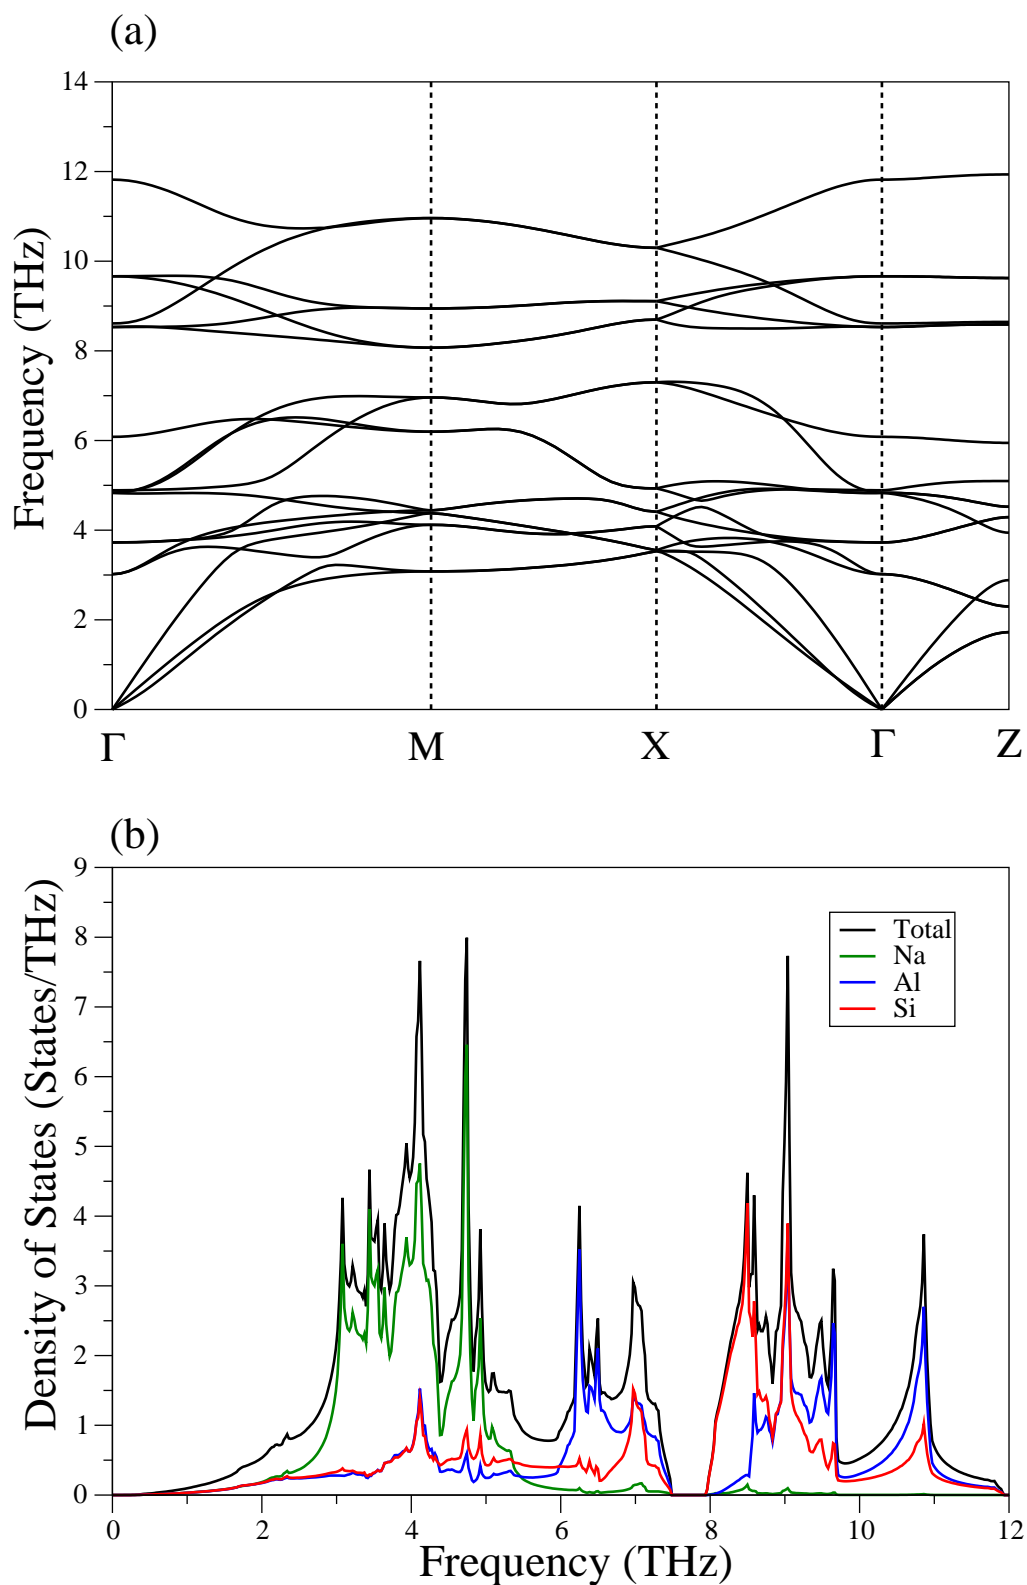 (a)
14
12
10
8
6
4
2
0
Frequency (THz)
Γ M X Γ Z
(b)
9
8
7
6
5
4
3
2
1
0
Density of States (States/THz)
Total
Na
Al
Si
0 2 4 6 8 10 12
Frequency (THz)